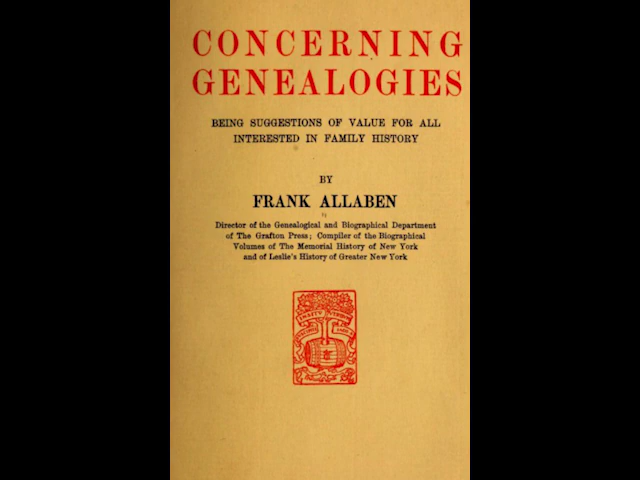 CONCERNING
GENEALOGIES
BEING SUGGESTIONS OF VALUE FOR ALL
INTERESTED IN FAMILY HISTORY
BY
FRANK ALLABEN
Director of the Genealogical and Biographical Department
of The Grafton Press; Compiler of the Biographical
Volumes of The Memorial History of New York
and of Leslie's History of Greater New York